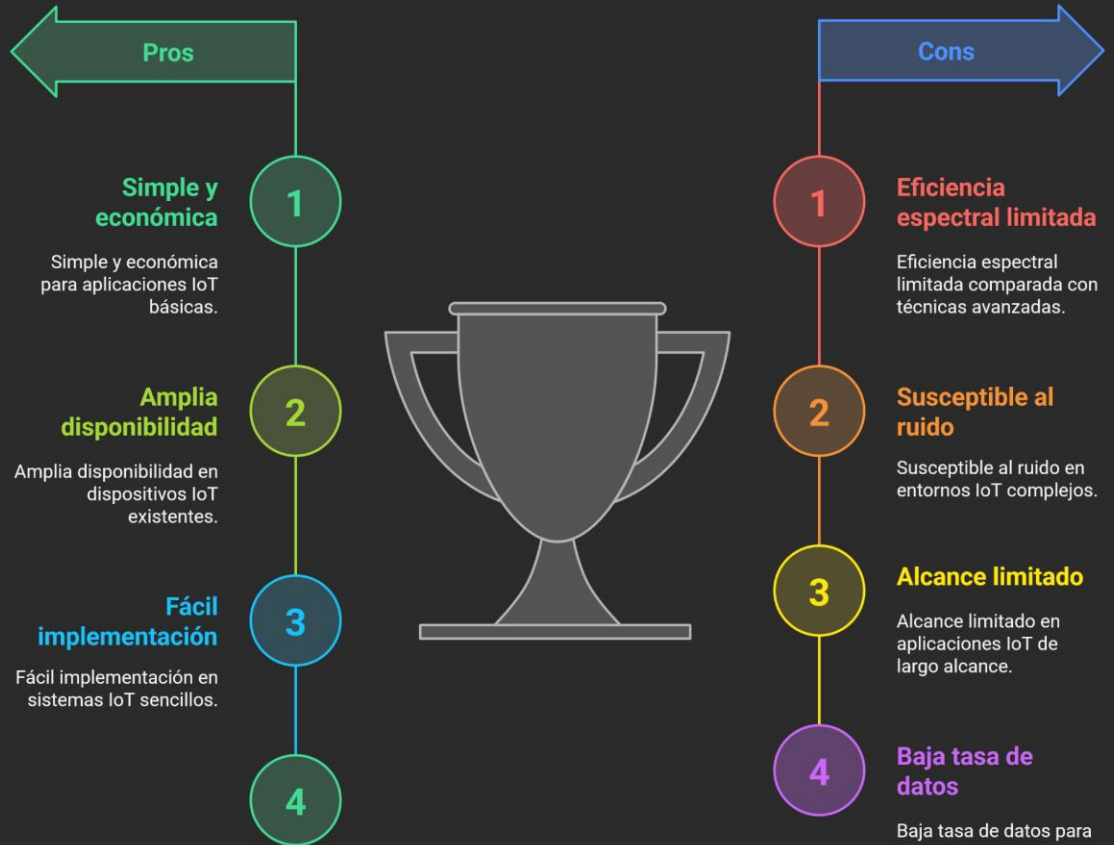 Pros
1
Simple y
económica
Simple y económica
para aplicaciones IoT
básicas.
2
Amplia
disponibilidad
Amplia disponibilidad en
dispositivos IoT
existentes.
3
Fácil
implementación
Fácil implementación en
sistemas IoT sencillos.
4
Cons
1
Eficiencia
espectral limitada
Eficiencia espectral
limitada comparada con
técnicas avanzadas.
2
Susceptible al
ruido
Susceptible al ruido en
entornos IoT complejos.
3
Alcance limitado
Alcance limitado en
aplicaciones IoT de
largo alcance.
4
Baja tasa de
datos
Baja tasa de datos para